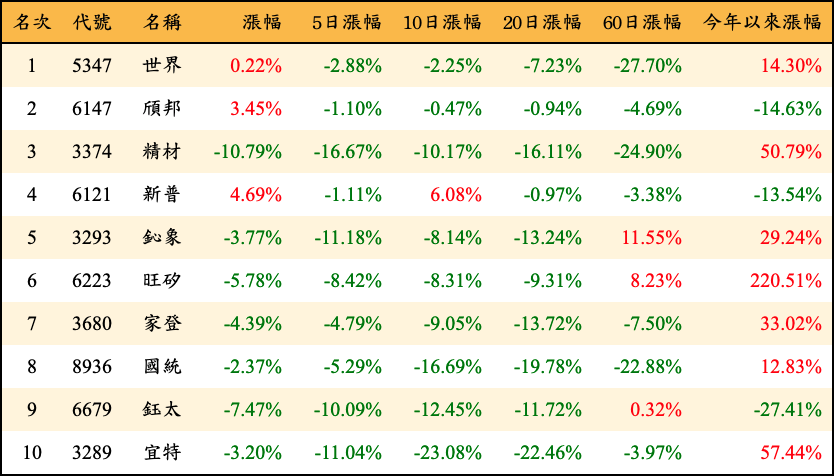 名次 代號 名稱 漲幅 5日漲幅 10日漲幅 20日漲幅 60日漲幅 今年以來漲幅
1 5347 世界 0.22% -2.88% -2.25% -7.23% -27.70% 14.30%
2 6147 頎邦 3.45% -1.10% -0.47% -0.94% -4.69% -14.63%
3 3374 精材 -10.79% -16.67% -10.17% -16.11% -24.90% 50.79%
4 6121 新普 4.69% -1.11% 6.08% -0.97% -3.38% -13.54%
5 3293 鈊象 -3.77% -11.18% -8.14% -13.24% 11.55% 29.24%
6 6223 旺矽 -5.78% -8.42% -8.31% -9.31% 8.23% 220.51%
7 3680 家登 -4.39% -4.79% -9.05% -13.72% -7.50% 33.02%
8 8936 國統 -2.37% -5.29% -16.69% -19.78% -22.88% 12.83%
9 6679 鈺太 -7.47% -10.09% -12.45% -11.72% 0.32% -27.41%
10 3289 宜特 -3.20% -11.04% -23.08% -22.46% -3.97% 57.44%